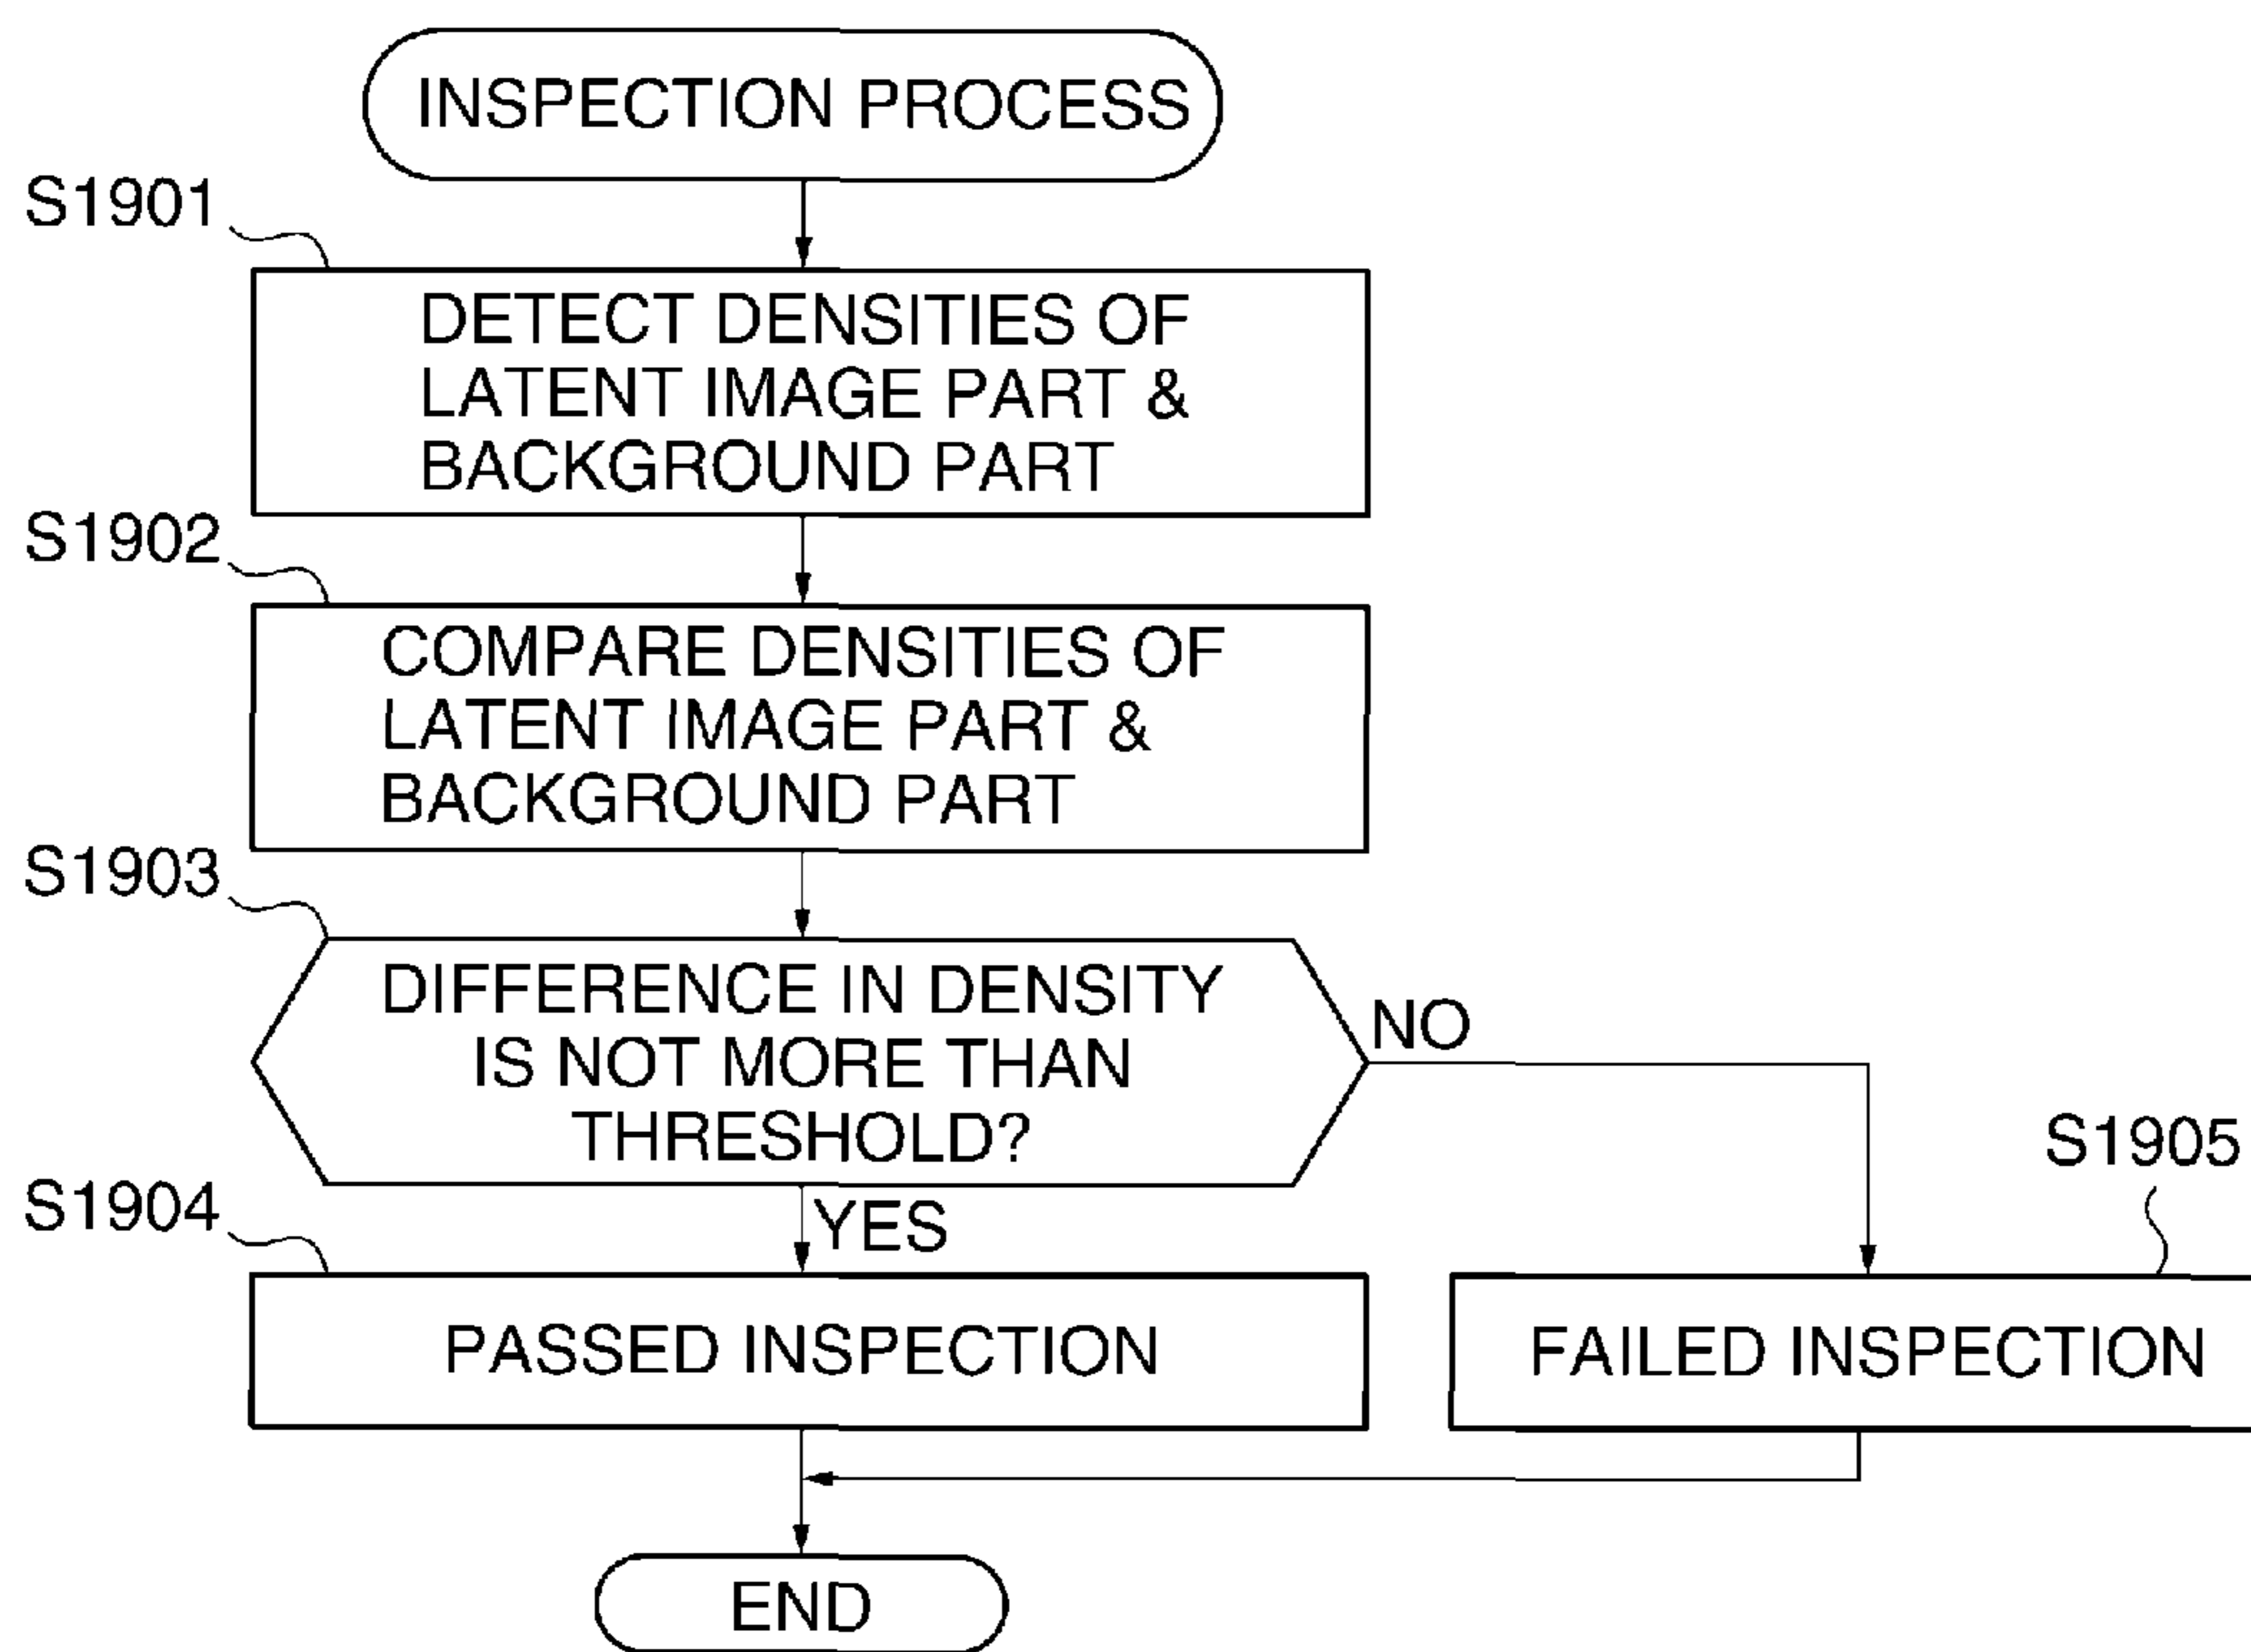 INSPECTION PROCESS
S1901
DETECT DENSITIES OF
LATENT IMAGE PART &
BACKGROUND PART
S1902
COMPARE DENSITIES OF
LATENT IMAGE PART &
BACKGROUND PART
S1903
DIFFERENCE IN DENSITY
IS NOT MORE THAN
THRESHOLD?
NO
YES
S1904
PASSED INSPECTION
S1905
FAILED INSPECTION
END